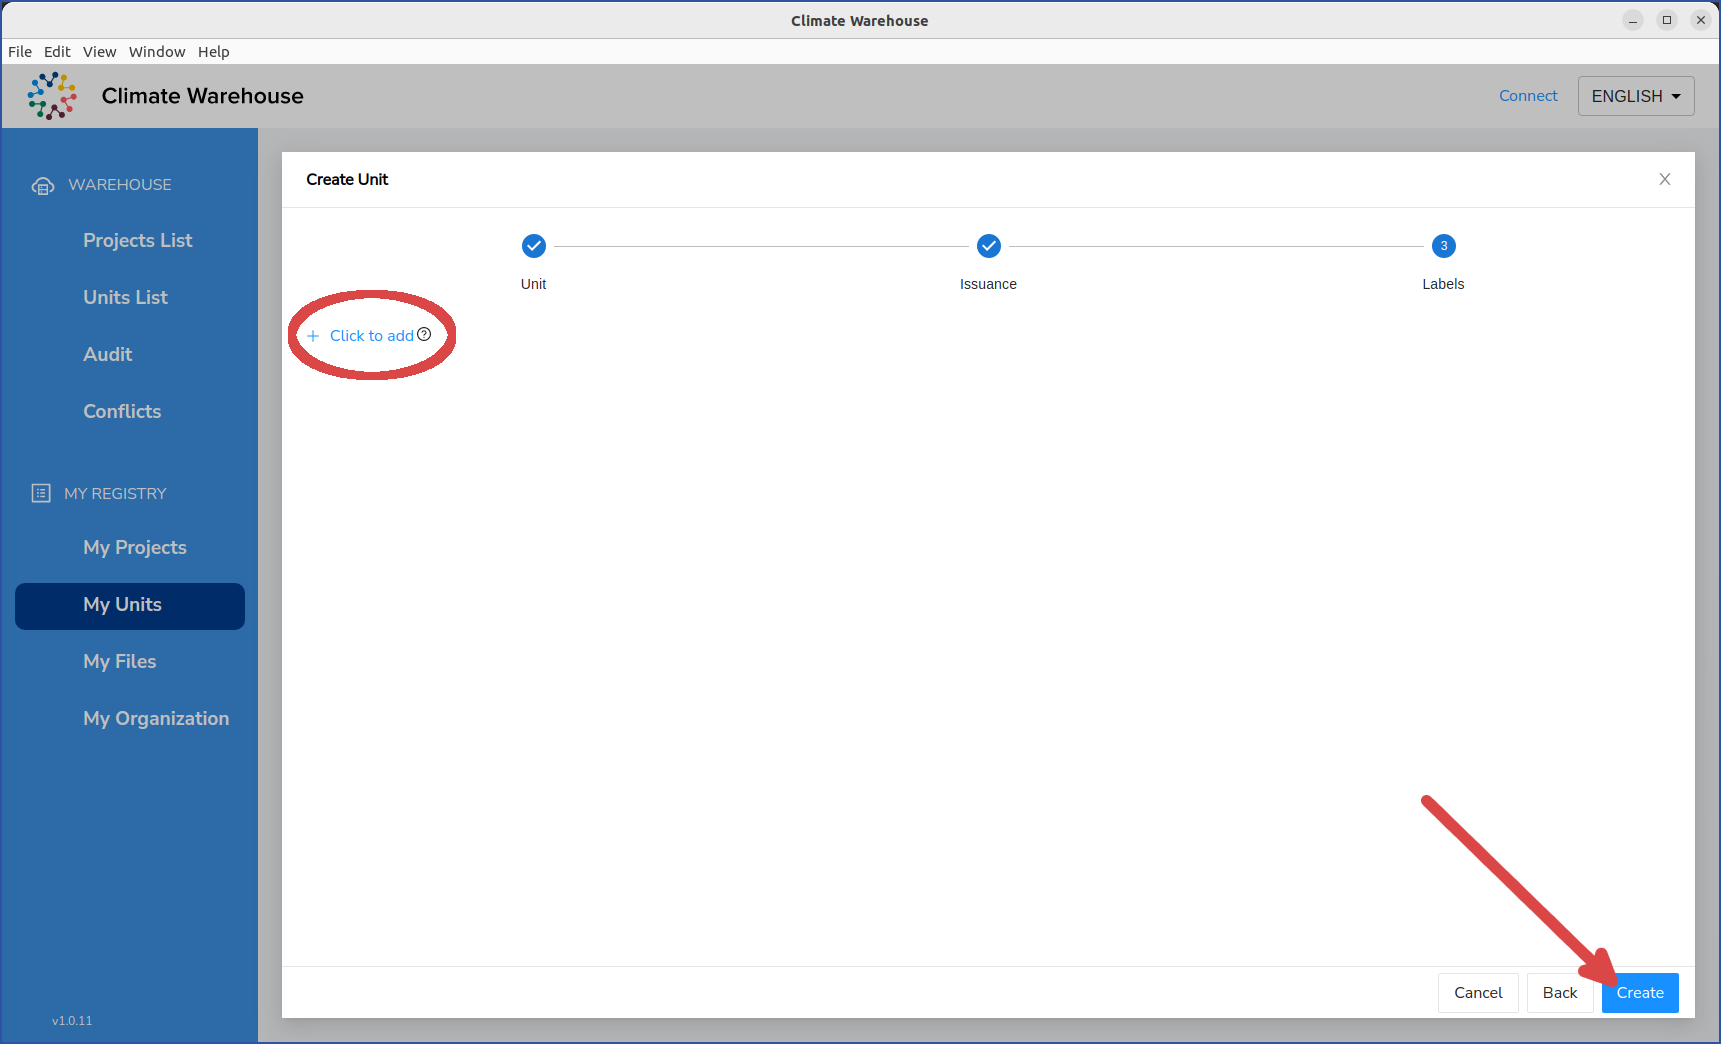 Climate Warehouse
File Edit View Window Help
Climate Warehouse
Connect
ENGLISH
WAREHOUSE
Projects List
Units List
Audit
Conflicts
MY REGISTRY
My Projects
My Units
My Files
My Organization
v1.0.11
Create Unit
X
3
Unit
Issuance
Labels
+ Click to add ?
Cancel
Back
Create